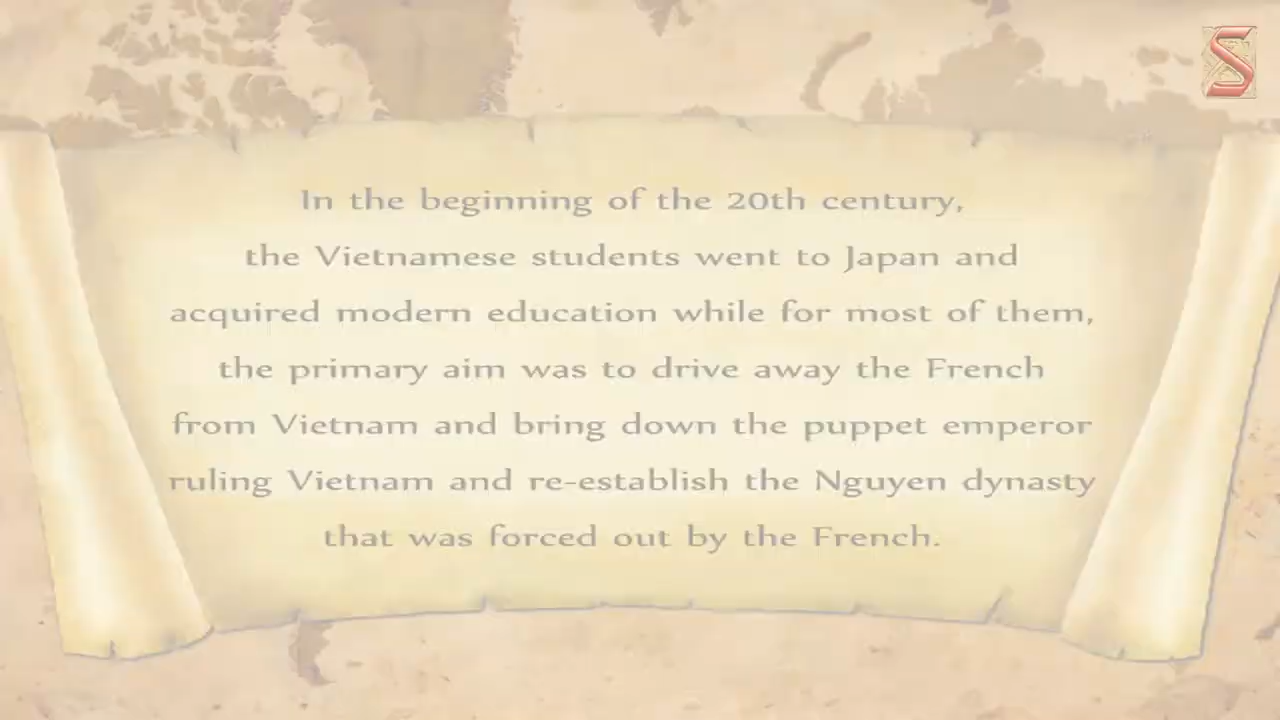 S
In the beginning of the 20th century,
the Vietnamese students went to Japan and
acquired modern education while for most of them,
the primary aim was to drive away the French
from Vietnam and bring down the puppet emperor
ruling Vietnam and re-establish the Nguyen dynasty
that was forced out by the French.